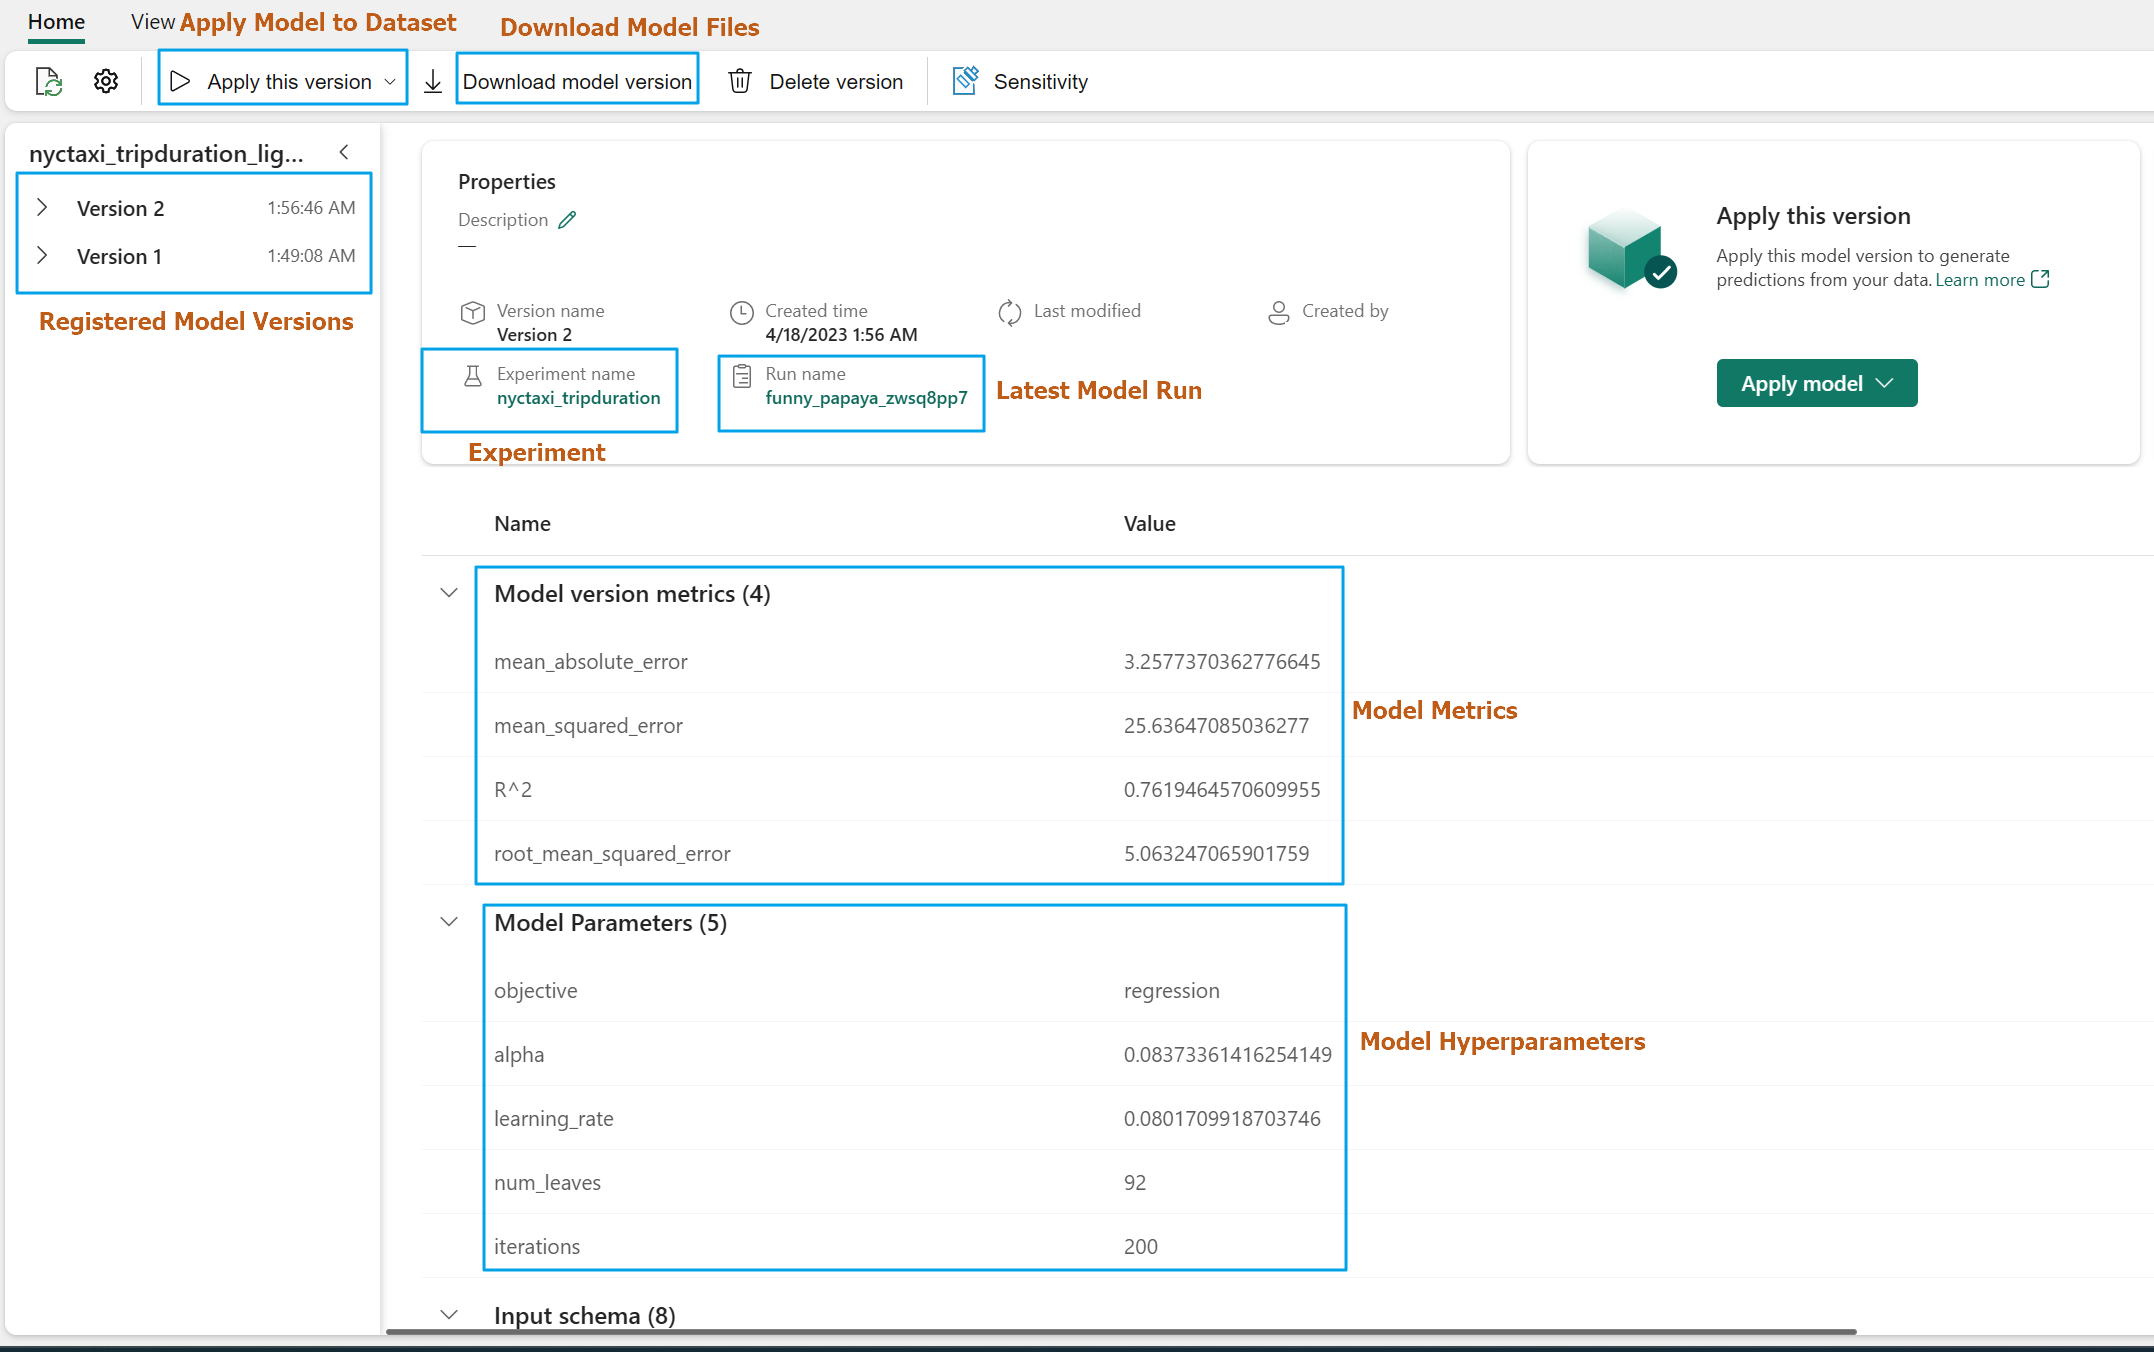 Home View Apply Model to Dataset Download Model Files
Apply this version Download model version Delete version Sensitivity
nyctaxi_tripduration_lig...
Version 2 1:56:46 AM
Version 1 1:49:08 AM
Registered Model Versions
Properties
Description
—
Version name
Version 2
Created time
4/18/2023 1:56 AM
Last modified
Created by
Experiment name
nyctaxi_tripduration
Run name
funny_papaya_zwsq8pp7
Latest Model Run
Experiment
Apply this version
Apply this model version to generate
predictions from your data. Learn more
Apply model
Name Value
Model version metrics (4)
mean_absolute_error 3.2577370362776645
mean_squared_error 25.63647085036277
Model Metrics
R^2 0.7619464570609955
root_mean_squared_error 5.063247065901759
Model Parameters (5)
objective regression
alpha 0.08373361416254149
Model Hyperparameters
learning_rate 0.0801709918703746
num_leaves 92
iterations 200
Input schema (8)